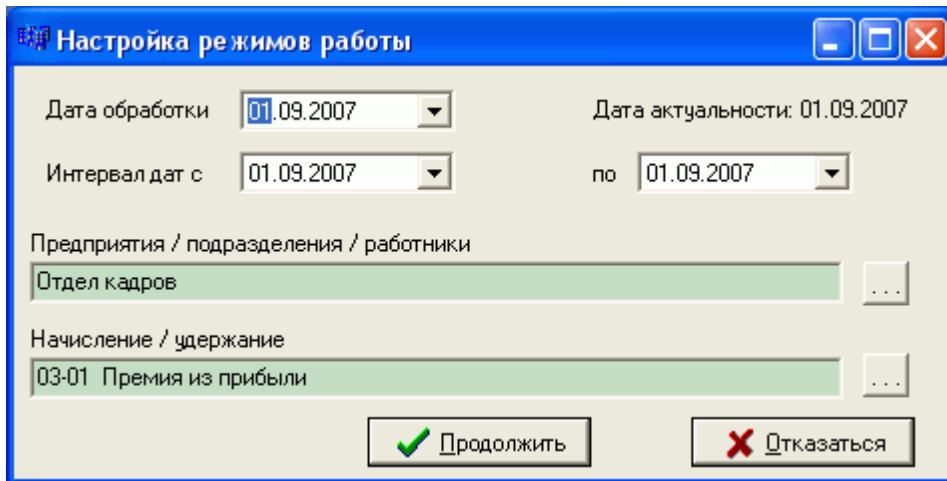 Настройка режимов работы
Дата обработки 01.09.2007 Дата актуальности: 01.09.2007
Интервал дат с 01.09.2007 по 01.09.2007
Предприятия / подразделения / работники
Отдел кадров ...
Начисление / удержание
03-01 Премия из прибыли ...
Продолжить Отказаться